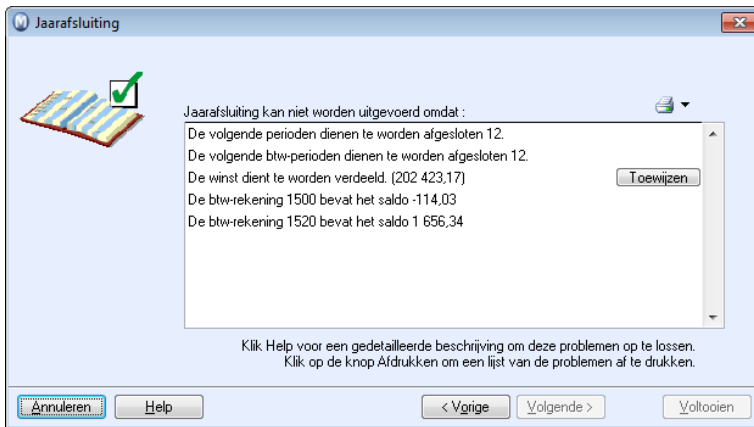 Jaarafsluiting
Jaarafsluiting kan niet worden uitgevoerd omdat :
De volgende perioden dienen te worden afgesloten 12.
De volgende btw-perioden dienen te worden afgesloten 12.
De winst dient te worden verdeeld. (202 423,17) Toewijzen
De btw-rekening 1500 bevat het saldo -114,03
De btw-rekening 1520 bevat het saldo 1 656,34
Klik Help voor een gedetailleerde beschrijving om deze problemen op te lossen.
Klik op de knop Afdrukken om een lijst van de problemen af te drukken.
Annuleren Help < Vorige Volgende > Voltooien